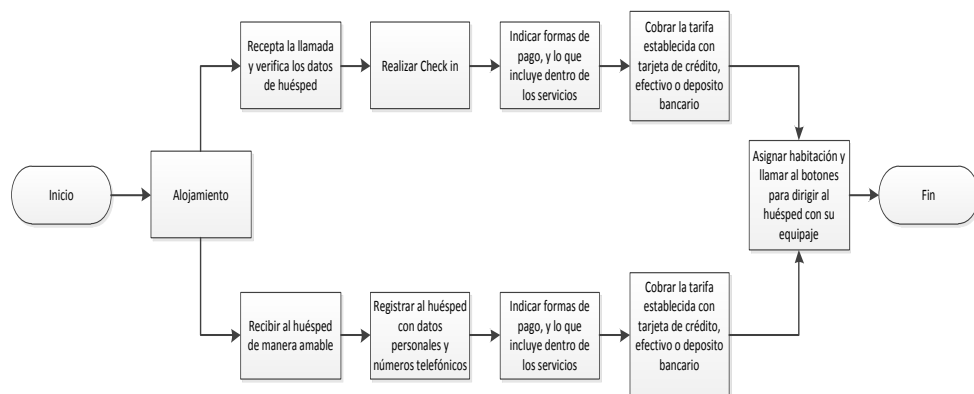 Inicio
Alojamiento
Recepta la llamada
y verifica los datos
de huésped
Realizar Check in
Indicar formas de
pago, y lo que
incluye dentro de
los servicios
Cobrar la tarifa
establecida con
tarjeta de crédito,
efectivo o deposito
bancario
Recibir al huésped
de manera amable
Registrar al huésped
con datos
personales y
números telefónicos
Indicar formas de
pago, y lo que
incluye dentro de
los servicios
Cobrar la tarifa
establecida con
tarjeta de crédito,
efectivo o deposito
bancario
Asignar habitación y
llamar al botones
para dirigir al
huésped con su
equipaje
Fin